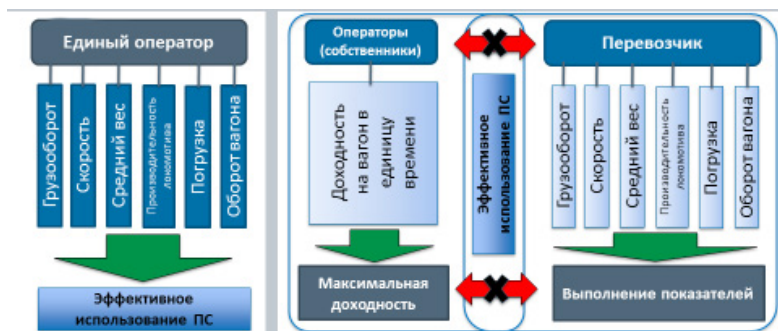 Единый оператор
Грузооборот
Скорость
Средний вес
Производительность
локомотива
Погрузка
Оборот вагона
Эффективное
использование ПС
Операторы
(собственники)
Доходность
на вагон в
единицу
времени
Максимальная
доходность
Эффективное
использование ПС
Перевозчик
Грузооборот
Скорость
Средний вес
Производительность
локомотива
Погрузка
Оборот вагона
Выполнение показателей